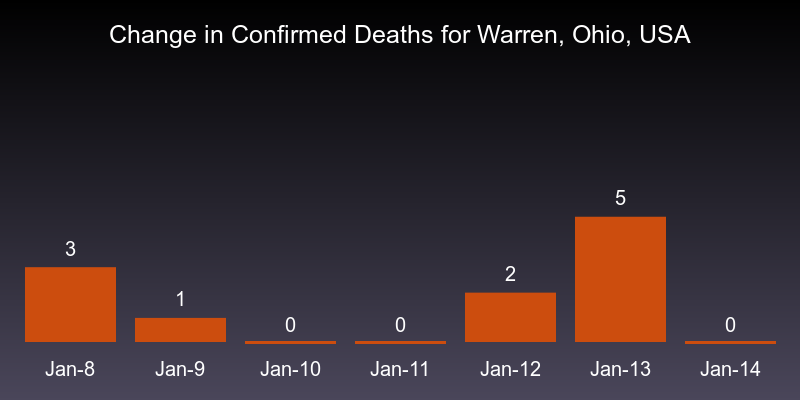 Change in Confirmed Deaths for Warren, Ohio, USA
3
1
0
0
2
5
0
Jan-8
Jan-9
Jan-10
Jan-11
Jan-12
Jan-13
Jan-14